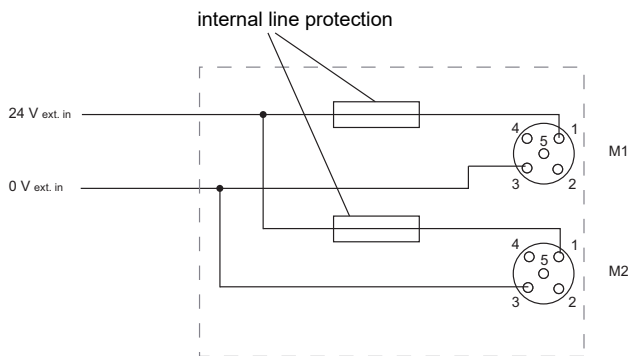 internal line protection
24 V ext. in
4
1
5
M1
3
2
0 V ext. in
4
1
5
M2
3
2